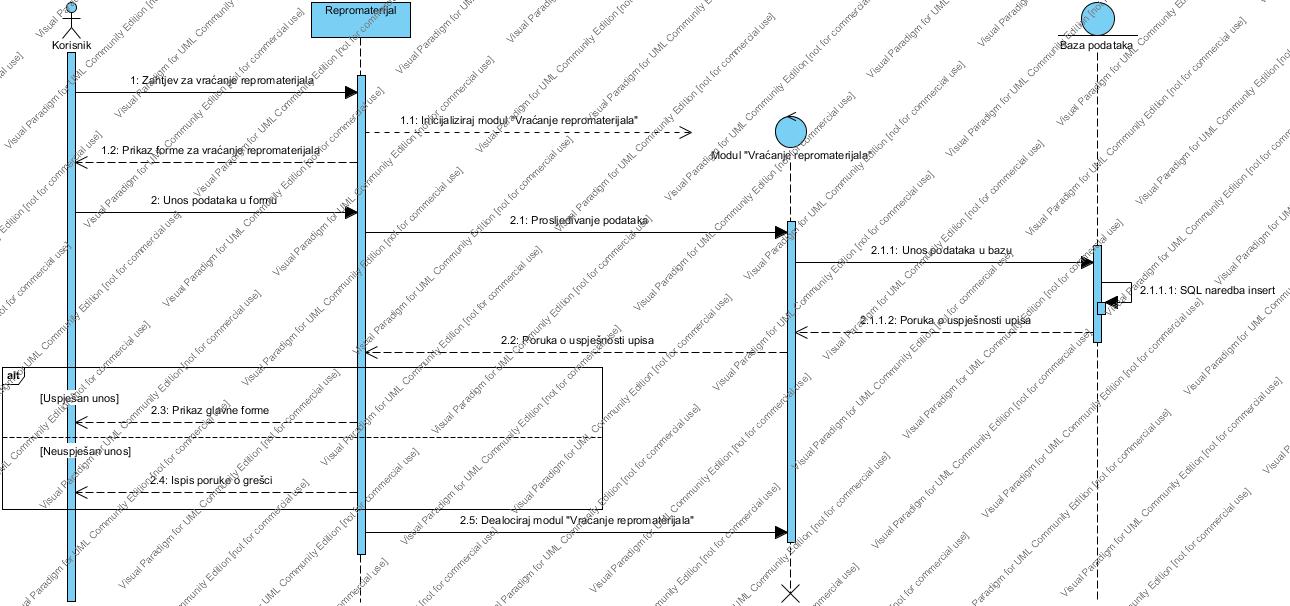 Korisnik
Repromaterijal
Baza podataka
1: Zahtjev za vraćanje repromaterijala
1.1: Inicijaliziraj modul "Vraćanje repromaterijala"
Modul "Vraćanje repromaterijala"
1.2: Prikaz forme za vraćanje repromaterijala
2: Unos podataka u formu
2.1: Prosljeđivanje podataka
2.1.1: Unos podataka u bazu
2.1.1.1: SQL naredba insert
2.1.1.2: Poruka o uspješnosti upisa
2.2: Poruka o uspješnosti upisa
alt
[Uspješan unos]
2.3: Prikaz glavne forme
[Neuspješan unos]
2.4: Ispis poruke o grešci
2.5: Dealociraj modul "Vraćanje repromaterijala"
Visual Paradigm for UML Community Edition [not for commercial use]